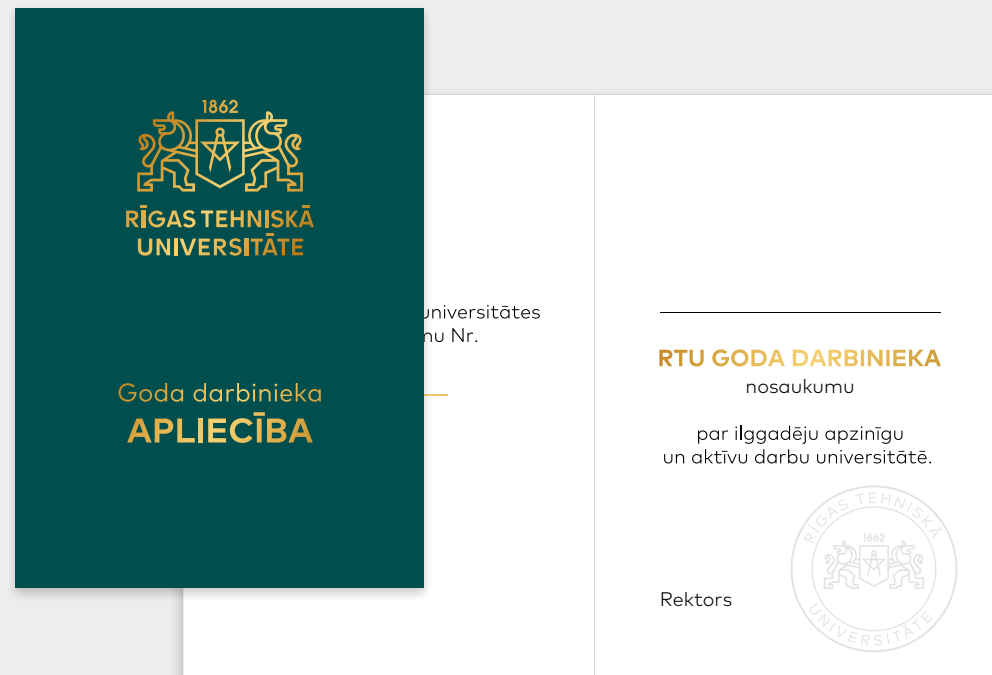 1862
RĪGAS TEHNISKĀ
UNIVERSITĀTE
Goda darbinieka
APLIECĪBA
universitātes
Nr.
RTU GODA DARBINIEKA
nosaukumu
par ilggadēju apzinīgu
un aktīvu darbu universitātē.
Rektors
RĪGAS TEHNISKĀ
1862
UNIVERSITĀTE